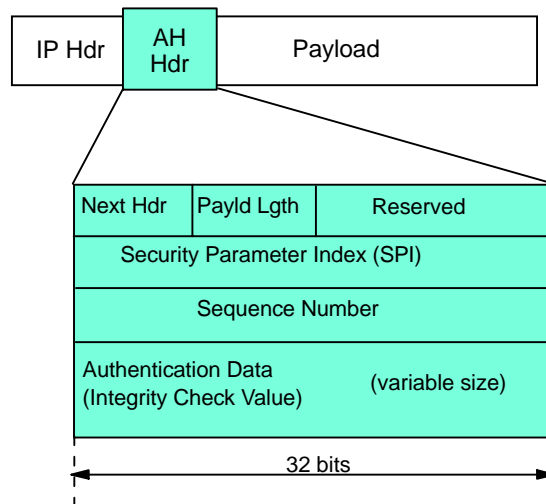 IP Hdr
AH
Hdr
Payload
Next Hdr
Payld Lgth
Reserved
Security Parameter Index (SPI)
Sequence Number
Authentication Data
(Integrity Check Value)
(variable size)
32 bits